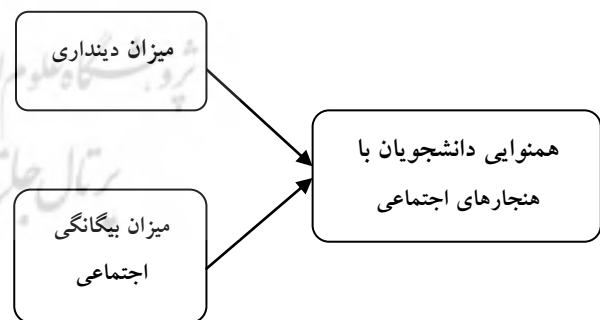 میزان دینداری
همنوایی دانشجویان با
هنجارهای اجتماعی
میزان بیگانگی
اجتماعی